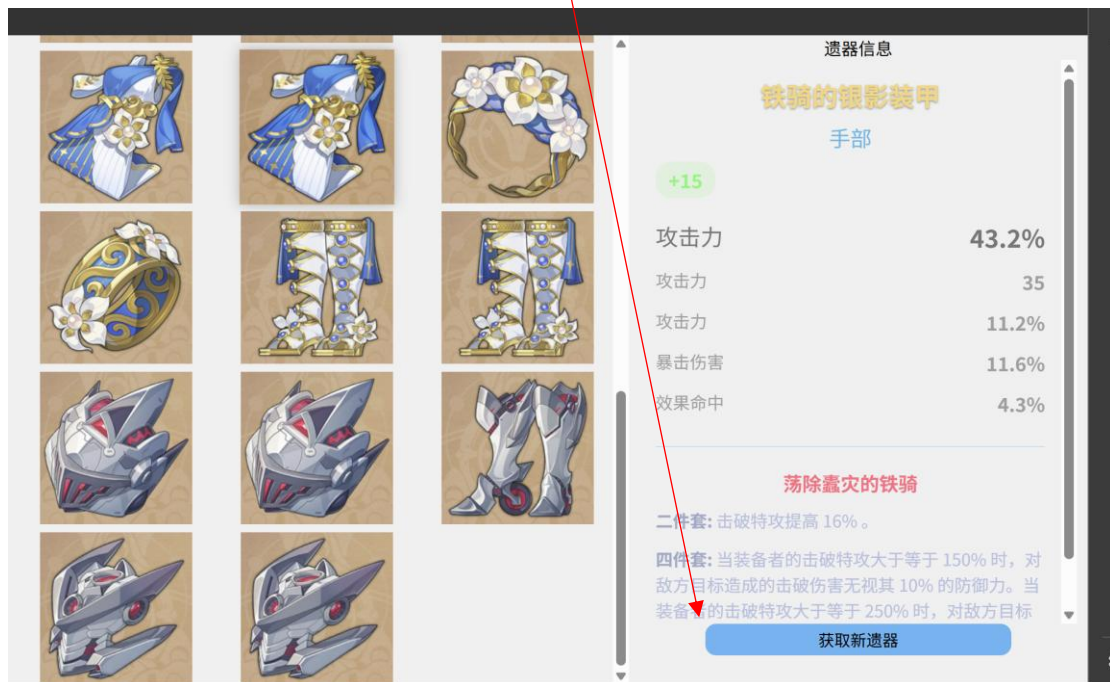 遗器信息
铁骑的银影装甲
手部
+15
攻击力 43.2%
攻击力 35
攻击力 11.2%
暴击伤害 11.6%
效果命中 4.3%
荡除蠹灾的铁骑
二件套: 击破特攻提高 16% 。
四件套: 当装备者的击破特攻大于等于 150% 时，对
敌方目标造成的击破伤害无视其 10% 的防御力。当
装备者的击破特攻大于等于 250% 时，对敌方目标
获取新遗器